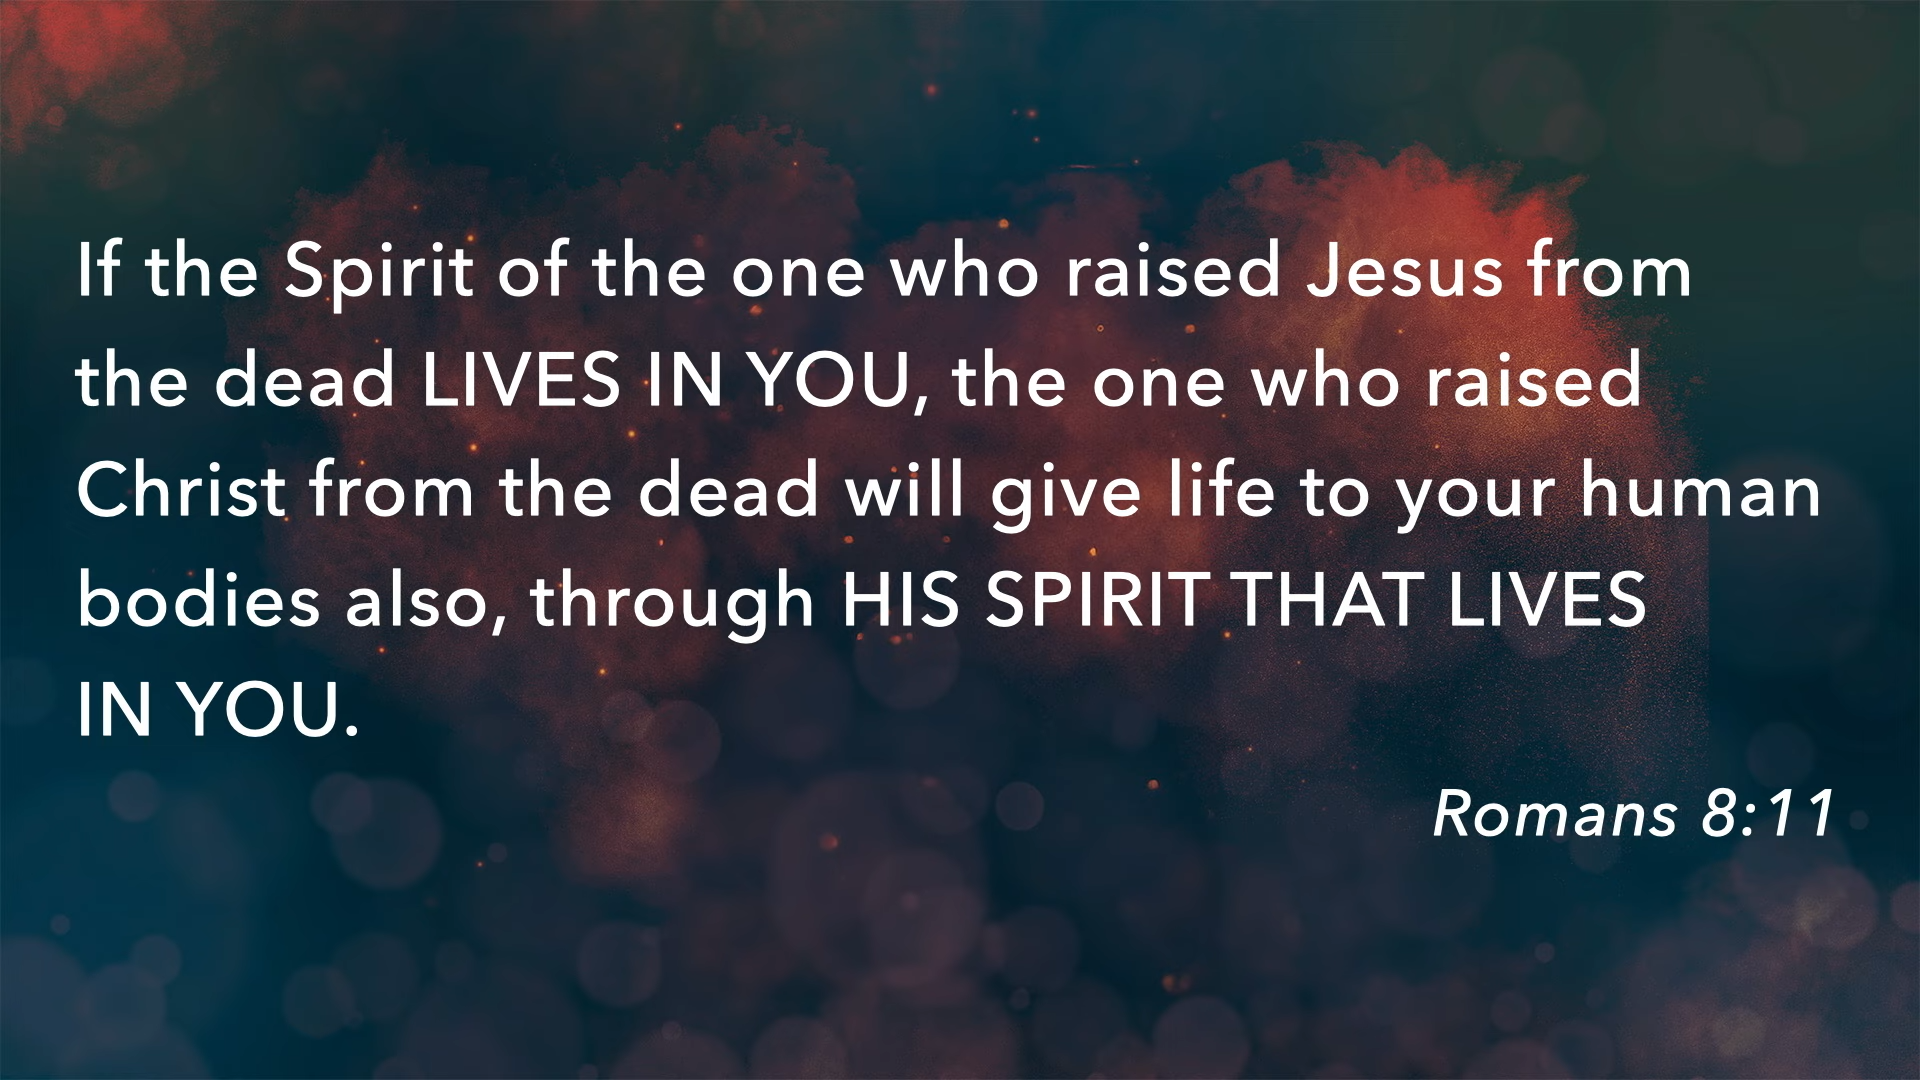 If the Spirit of the one who raised Jesus from
the dead LIVES IN YOU, the one who raised
Christ from the dead will give life to your human
bodies also, through HIS SPIRIT THAT LIVES
IN YOU.
Romans 8:11